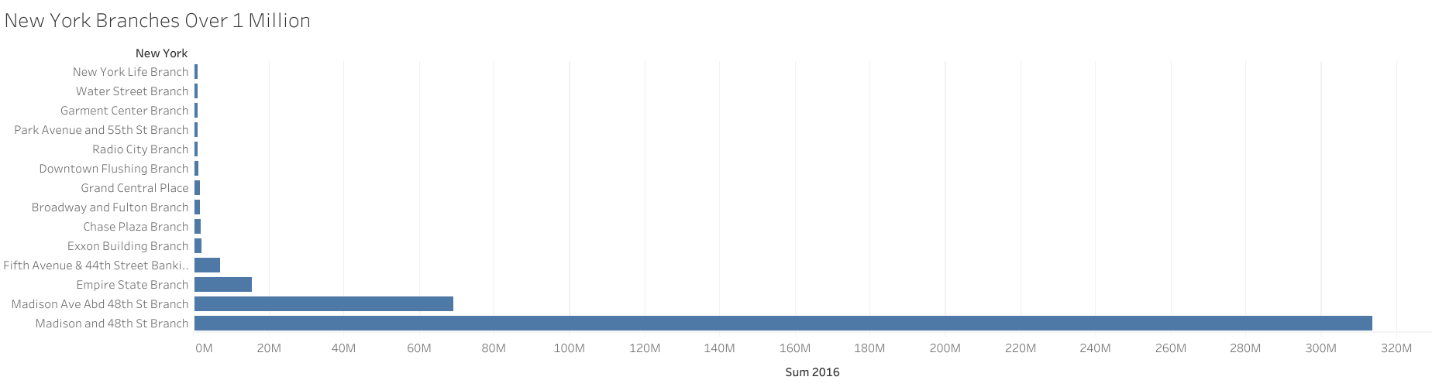 New York Branches Over 1 Million
New York
New York Life Branch
Water Street Branch
Garment Center Branch
Park Avenue and 55th St Branch
Radio City Branch
Downtown Flushing Branch
Grand Central Place
Broadway and Fulton Branch
Chase Plaza Branch
Exxon Building Branch
Fifth Avenue & 44th Street Banki..
Empire State Branch
Madison Ave Abd 48th St Branch
Madison and 48th St Branch
0M 20M 40M 60M 80M 100M 120M 140M 160M 180M 200M 220M 240M 260M 280M 300M 320M
Sum 2016